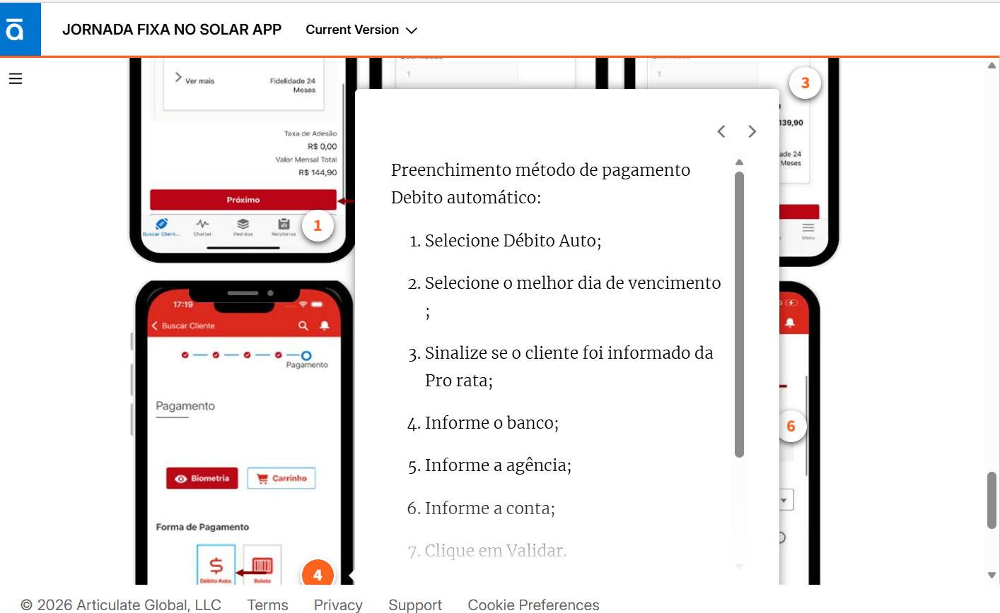 ā
JORNADA FIXA NO SOLAR APP
Current Version
Ver mais
Fidelidade 24
Meses
Taxa de Adesão
R$ 0,00
Valor Mensal Total
R$ 144,90
Próximo
Buscar Client...
Chatter
Pedidos
Relatórios
1
1
1
3
139,90
ade 24
Meses
Menu
Preenchimento método de pagamento
Debito automático:
1. Selecione Débito Auto;
2. Selecione o melhor dia de vencimento
;
3. Sinalize se o cliente foi informado da
Pro rata;
4. Informe o banco;
5. Informe a agência;
6. Informe a conta;
7. Clique em Validar.
17:19
Buscar Cliente
Pagamento
Pagamento
Biometria
Carrinho
Forma de Pagamento
Débito Auto.
Boleto
4
6
© 2026 Articulate Global, LLC
Terms
Privacy
Support
Cookie Preferences